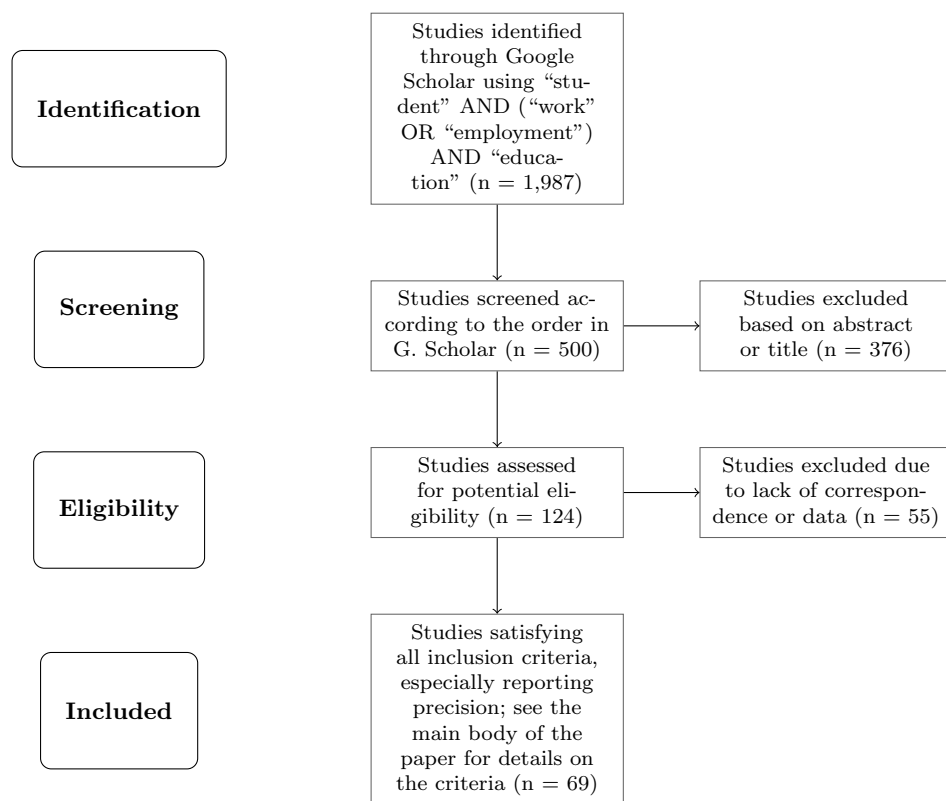 Identification
Studies identified
through Google
Scholar using “stu-
dent” AND (“work”
OR “employment”)
AND “educa-
tion” (n = 1,987)
Screening
Studies screened ac-
cording to the order in
G. Scholar (n = 500)
Studies excluded
based on abstract
or title (n = 376)
Eligibility
Studies assessed
for potential eli-
gibility (n = 124)
Studies excluded due
to lack of correspon-
dence or data (n = 55)
Included
Studies satisfying
all inclusion criteria,
especially reporting
precision; see the
main body of the
paper for details on
the criteria (n = 69)